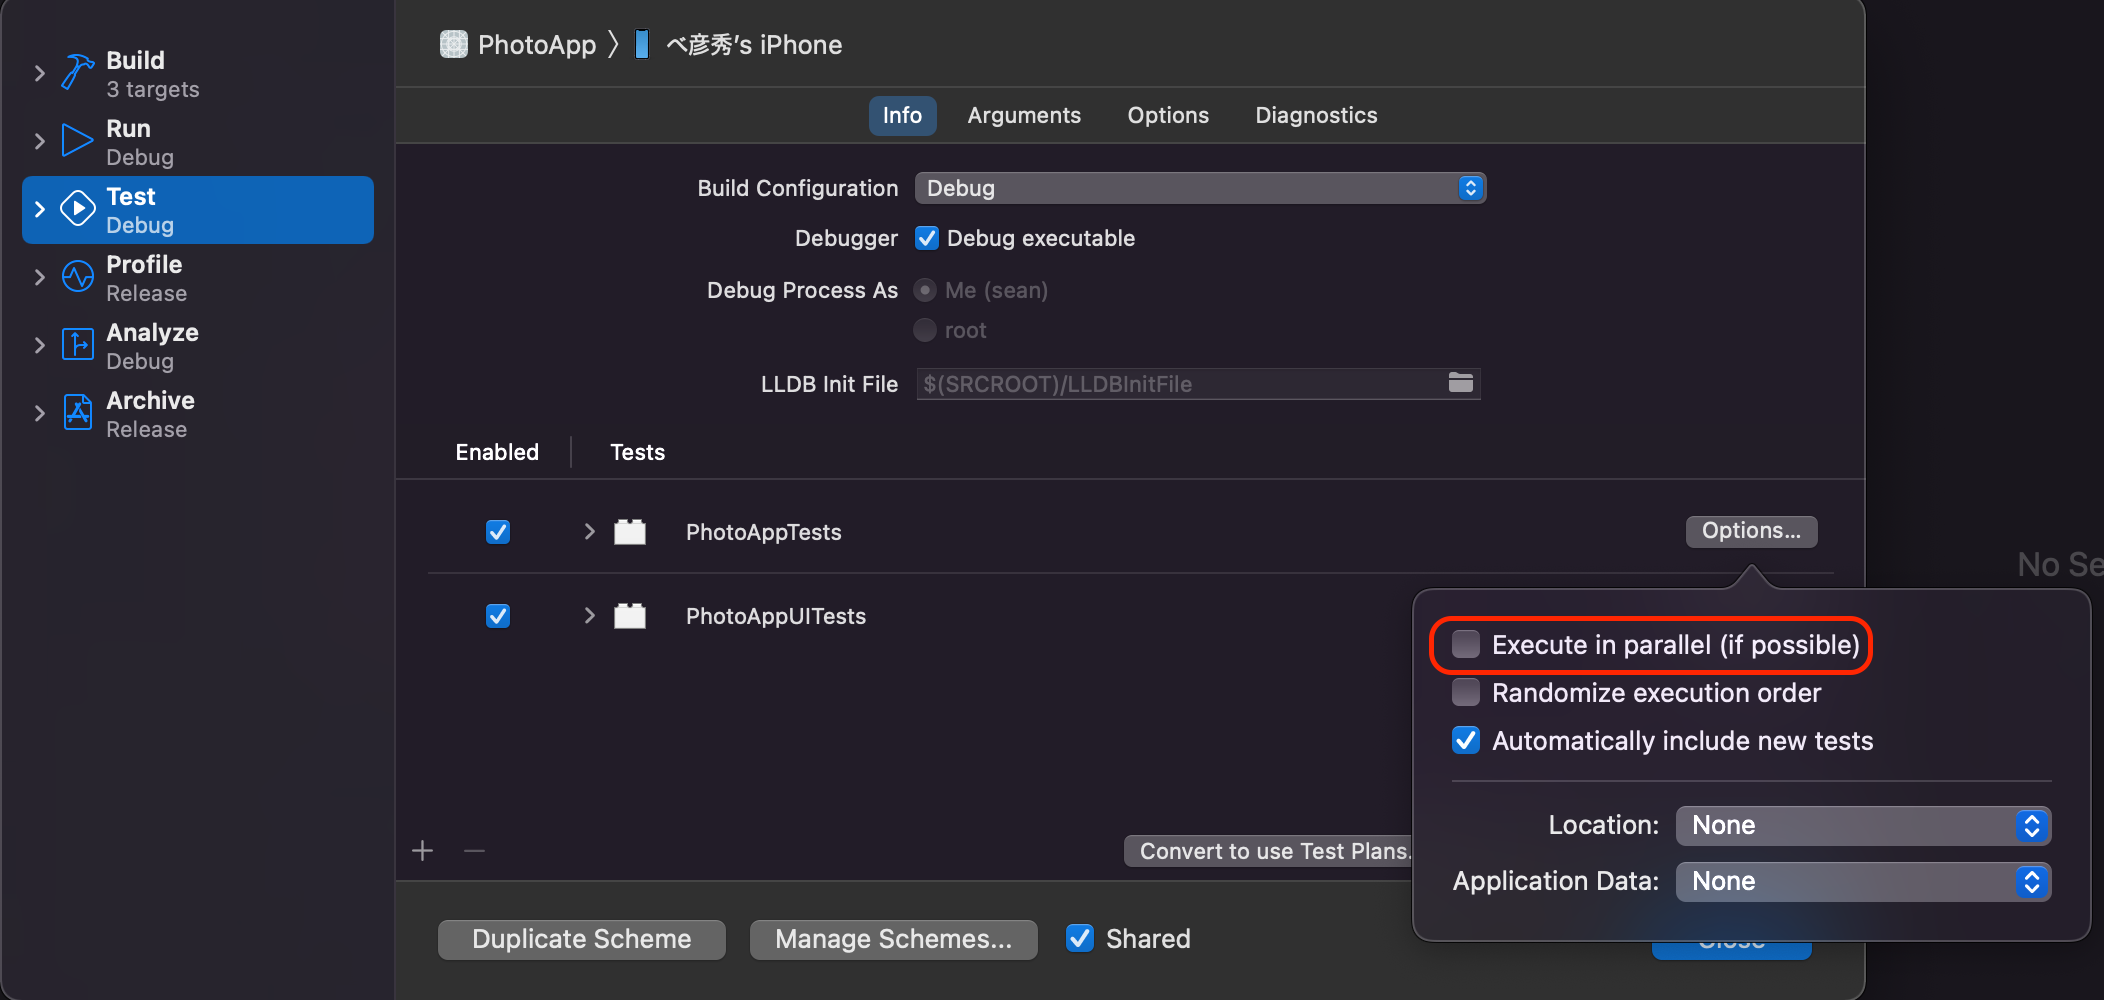 Build
3 targets
Run
Debug
Test
Debug
Profile
Release
Analyze
Debug
Archive
Release
PhotoApp 〉 べ彦秀’s iPhone
Info Arguments Options Diagnostics
Build Configuration Debug
Debugger Debug executable
Debug Process As Me (sean)
root
LLDB Init File $(SRCROOT)/LLDBInitFile
Enabled Tests
PhotoAppTests Options...
PhotoAppUITests
No Se
Execute in parallel (if possible)
Randomize execution order
Automatically include new tests
Location: None
Application Data: None
Convert to use Test Plans.
Duplicate Scheme Manage Schemes... Shared
Close